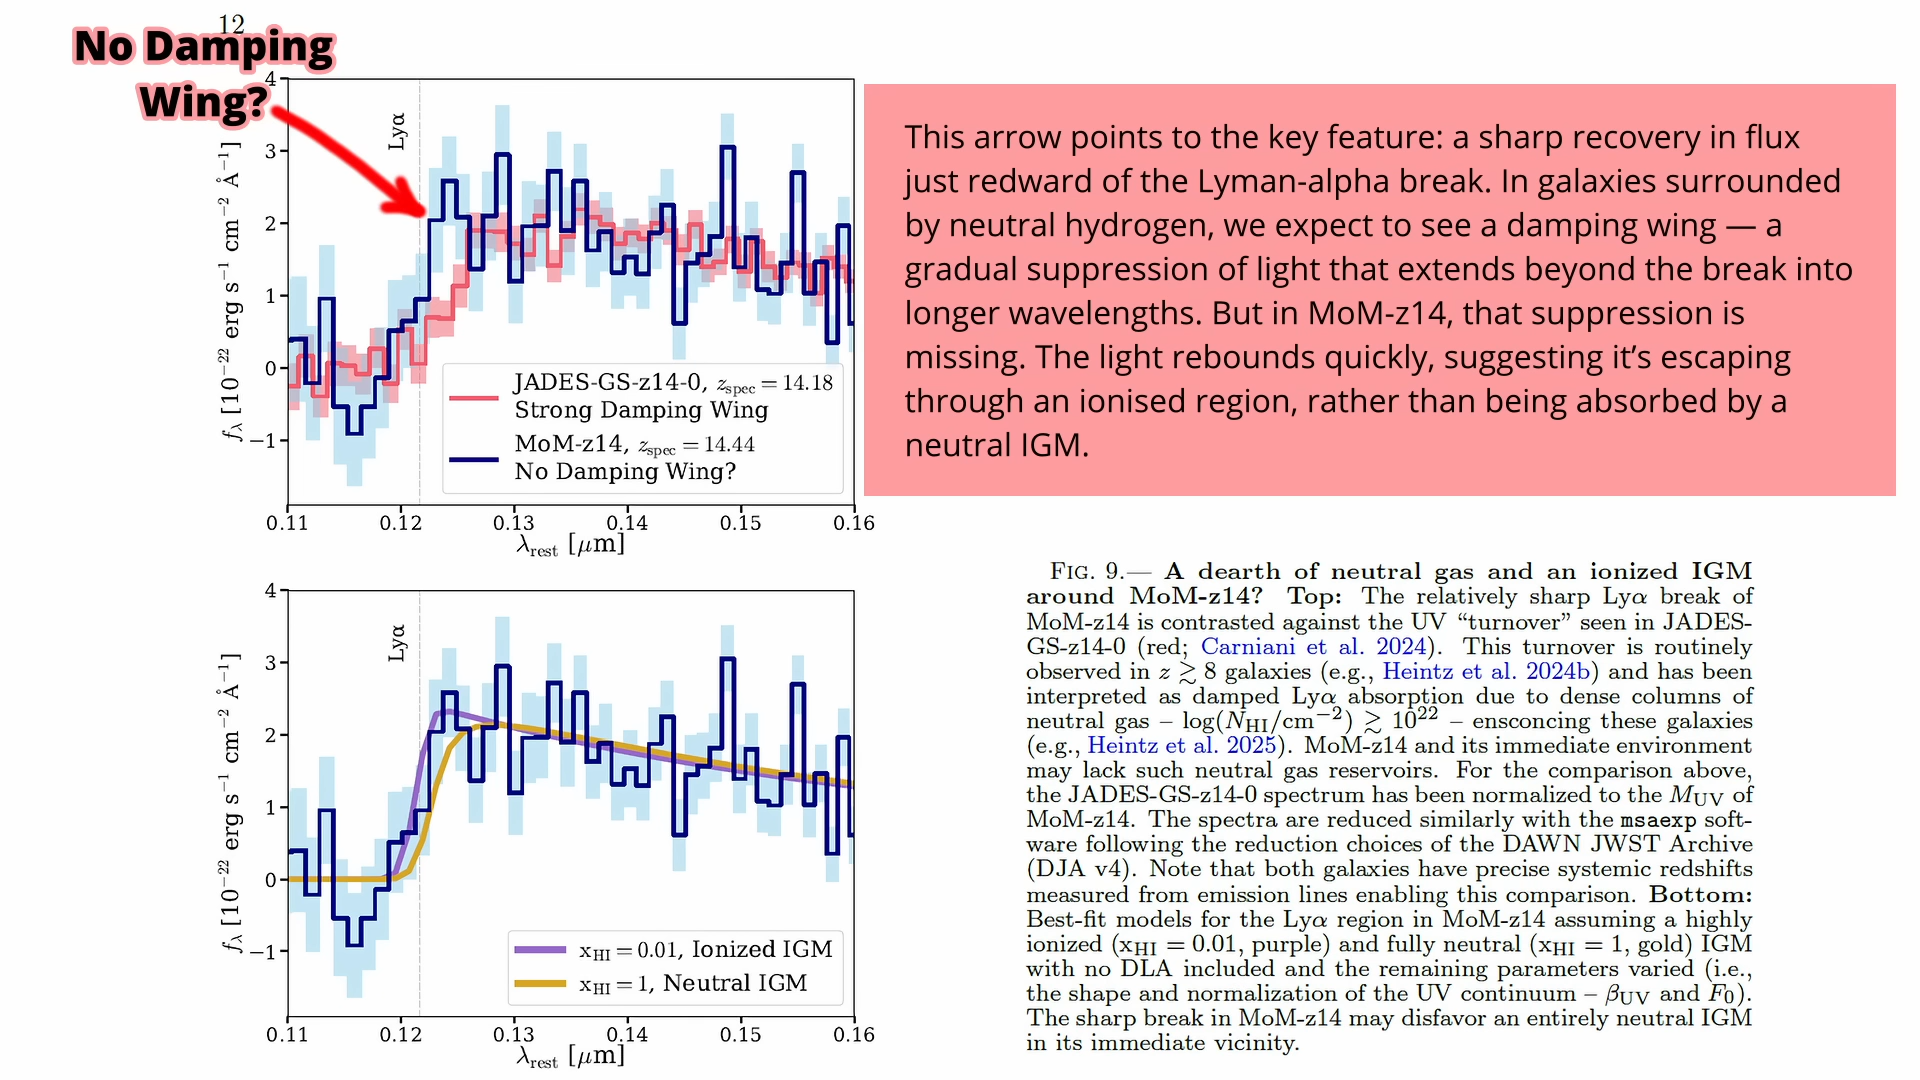 12
No Damping
Wing?
4
3
2
1
0
−1
fλ [10−22 erg s−1 cm−2 Å−1]
Lyα
JADES-GS-z14-0, zspec = 14.18
Strong Damping Wing
MoM-z14, zspec = 14.44
No Damping Wing?
0.11 0.12 0.13 0.14 0.15 0.16
λrest [μm]
This arrow points to the key feature: a sharp recovery in flux
just redward of the Lyman-alpha break. In galaxies surrounded
by neutral hydrogen, we expect to see a damping wing — a
gradual suppression of light that extends beyond the break into
longer wavelengths. But in MoM-z14, that suppression is
missing. The light rebounds quickly, suggesting it’s escaping
through an ionised region, rather than being absorbed by a
neutral IGM.
4
3
2
1
0
−1
fλ [10−22 erg s−1 cm−2 Å−1]
Lyα
xHI = 0.01, Ionized IGM
xHI = 1, Neutral IGM
0.11 0.12 0.13 0.14 0.15 0.16
λrest [μm]
Fig. 9.— A dearth of neutral gas and an ionized IGM
around MoM-z14? Top: The relatively sharp Lyα break of
MoM-z14 is contrasted against the UV “turnover” seen in JADES-
GS-z14-0 (red; Carniani et al. 2024). This turnover is routinely
observed in z ≳ 8 galaxies (e.g., Heintz et al. 2024b) and has been
interpreted as damped Lyα absorption due to dense columns of
neutral gas – log(NHI/cm−2) ≳ 1022 – ensconcing these galaxies
(e.g., Heintz et al. 2025). MoM-z14 and its immediate environment
may lack such neutral gas reservoirs. For the comparison above,
the JADES-GS-z14-0 spectrum has been normalized to the MUV of
MoM-z14. The spectra are reduced similarly with the msaexp soft-
ware following the reduction choices of the DAWN JWST Archive
(DJA v4). Note that both galaxies have precise systemic redshifts
measured from emission lines enabling this comparison. Bottom:
Best-fit models for the Lyα region in MoM-z14 assuming a highly
ionized (xHI = 0.01, purple) and fully neutral (xHI = 1, gold) IGM
with no DLA included and the remaining parameters varied (i.e.,
the shape and normalization of the UV continuum – βUV and F0).
The sharp break in MoM-z14 may disfavor an entirely neutral IGM
in its immediate vicinity.